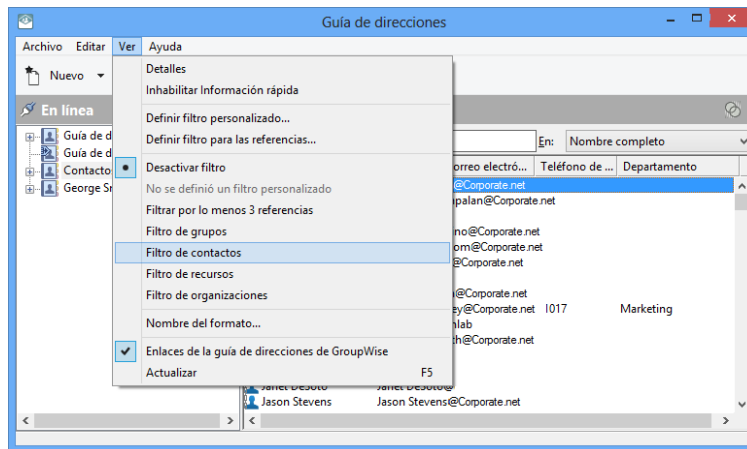 Guía de direcciones
Archivo Editar Ver Ayuda
Nuevo
En línea
Guía de d
Guía de d
Contacto
George Sr
Detalles
Inhabilitar Información rápida
Definir filtro personalizado...
Definir filtro para las referencias...
Desactivar filtro
No se definió un filtro personalizado
Filtrar por lo menos 3 referencias
Filtro de grupos
Filtro de contactos
Filtro de recursos
Filtro de organizaciones
Nombre del formato...
Enlaces de la guía de direcciones de GroupWise
Actualizar F5
En: Nombre completo
orreo electró... Teléfono de ... Departamento
@Corporate.net
palan@Corporate.net
no@Corporate.net
om@Corporate.net
@Corporate.net
@Corporate.net
ey@Corporate.net I017 Marketing
nlab
th@Corporate.net
Janet DeSoto Janet DeSoto@
Jason Stevens Jason Stevens@Corporate.net